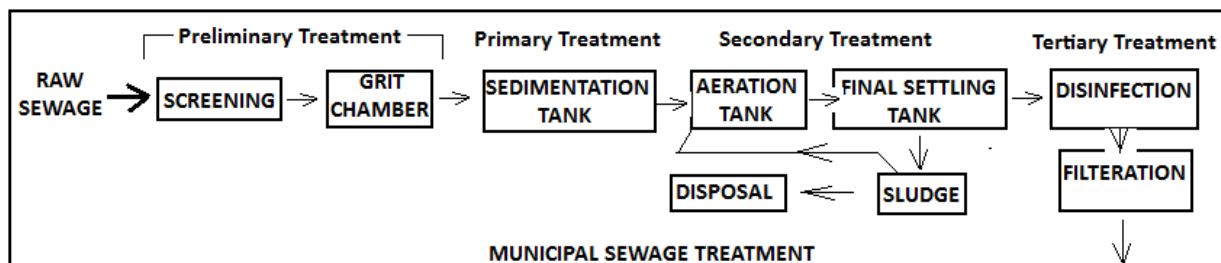 Preliminary Treatment
Primary Treatment
Secondary Treatment
Tertiary Treatment
RAW
SEWAGE
SCREENING
GRIT
CHAMBER
SEDIMENTATION
TANK
AERATION
TANK
FINAL SETTLING
TANK
DISINFECTION
FILTERATION
DISPOSAL
SLUDGE
MUNICIPAL SEWAGE TREATMENT